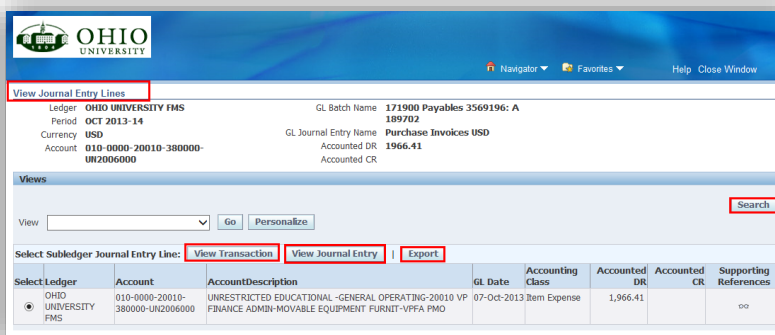 OHIO
UNIVERSITY
1804
Navigator Favorites Help Close Window
View Journal Entry Lines
Ledger OHIO UNIVERSITY FMS GL Batch Name 171900 Payables 3569196: A
189702
Period OCT 2013-14
Currency USD GL Journal Entry Name Purchase Invoices USD
Account 010-0000-20010-380000-
UN2006000
Accounted DR 1966.41
Accounted CR
Views
Search
View Go Personalize
Select Subledger Journal Entry Line: View Transaction View Journal Entry | Export
Select Ledger Account AccountDescription GL Date Accounting
Class Accounted
DR Accounted
CR Supporting
References
OHIO
UNIVERSITY
FMS
010-0000-20010-
380000-UN2006000
UNRESTRICTED EDUCATIONAL -GENERAL OPERATING-20010 VP
FINANCE ADMIN-MOVABLE EQUIPMENT FURNIT-VPFA PMO
07-Oct-2013 Item Expense 1,966.41